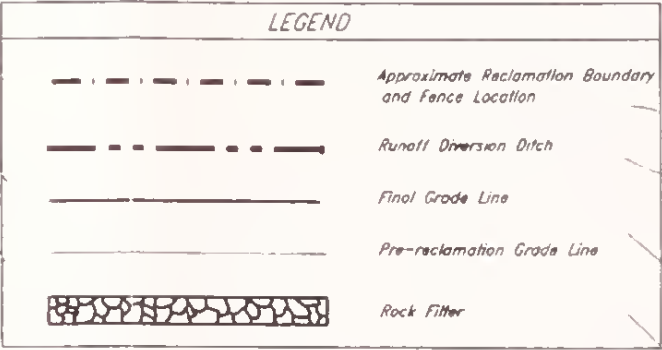 LEGEND
Approximate Reclamation Boundary
and Fence Location
Runoff Diversion Ditch
Final Grade Line
Pre-reclamation Grade Line
Rock Filter